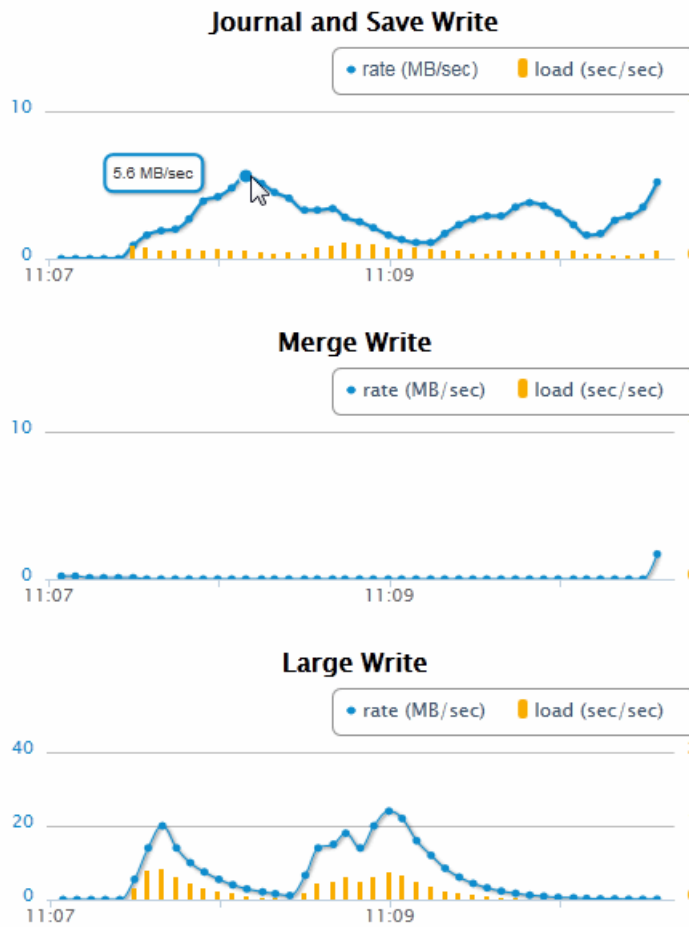 Journal and Save Write
rate (MB/sec) load (sec/sec)
10
5.6 MB/sec
0
11:07 11:09
Merge Write
rate (MB/sec) load (sec/sec)
10
0
11:07 11:09
Large Write
rate (MB/sec) load (sec/sec)
40
20
0
11:07 11:09